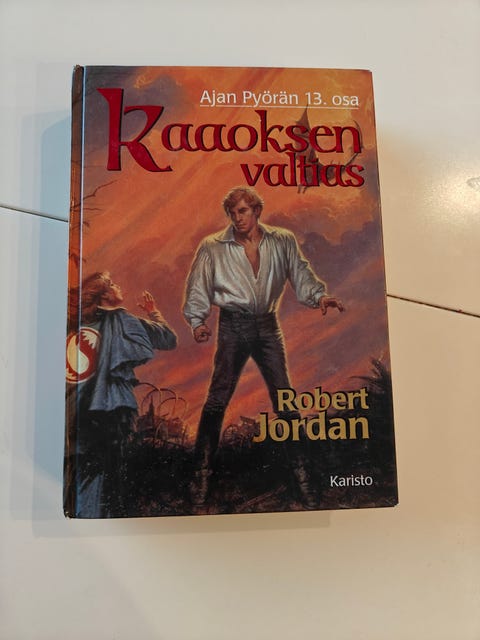 Ajan Pyörän 13. osa
Kaaoksen
valtias
Robert
Jordan
Karisto